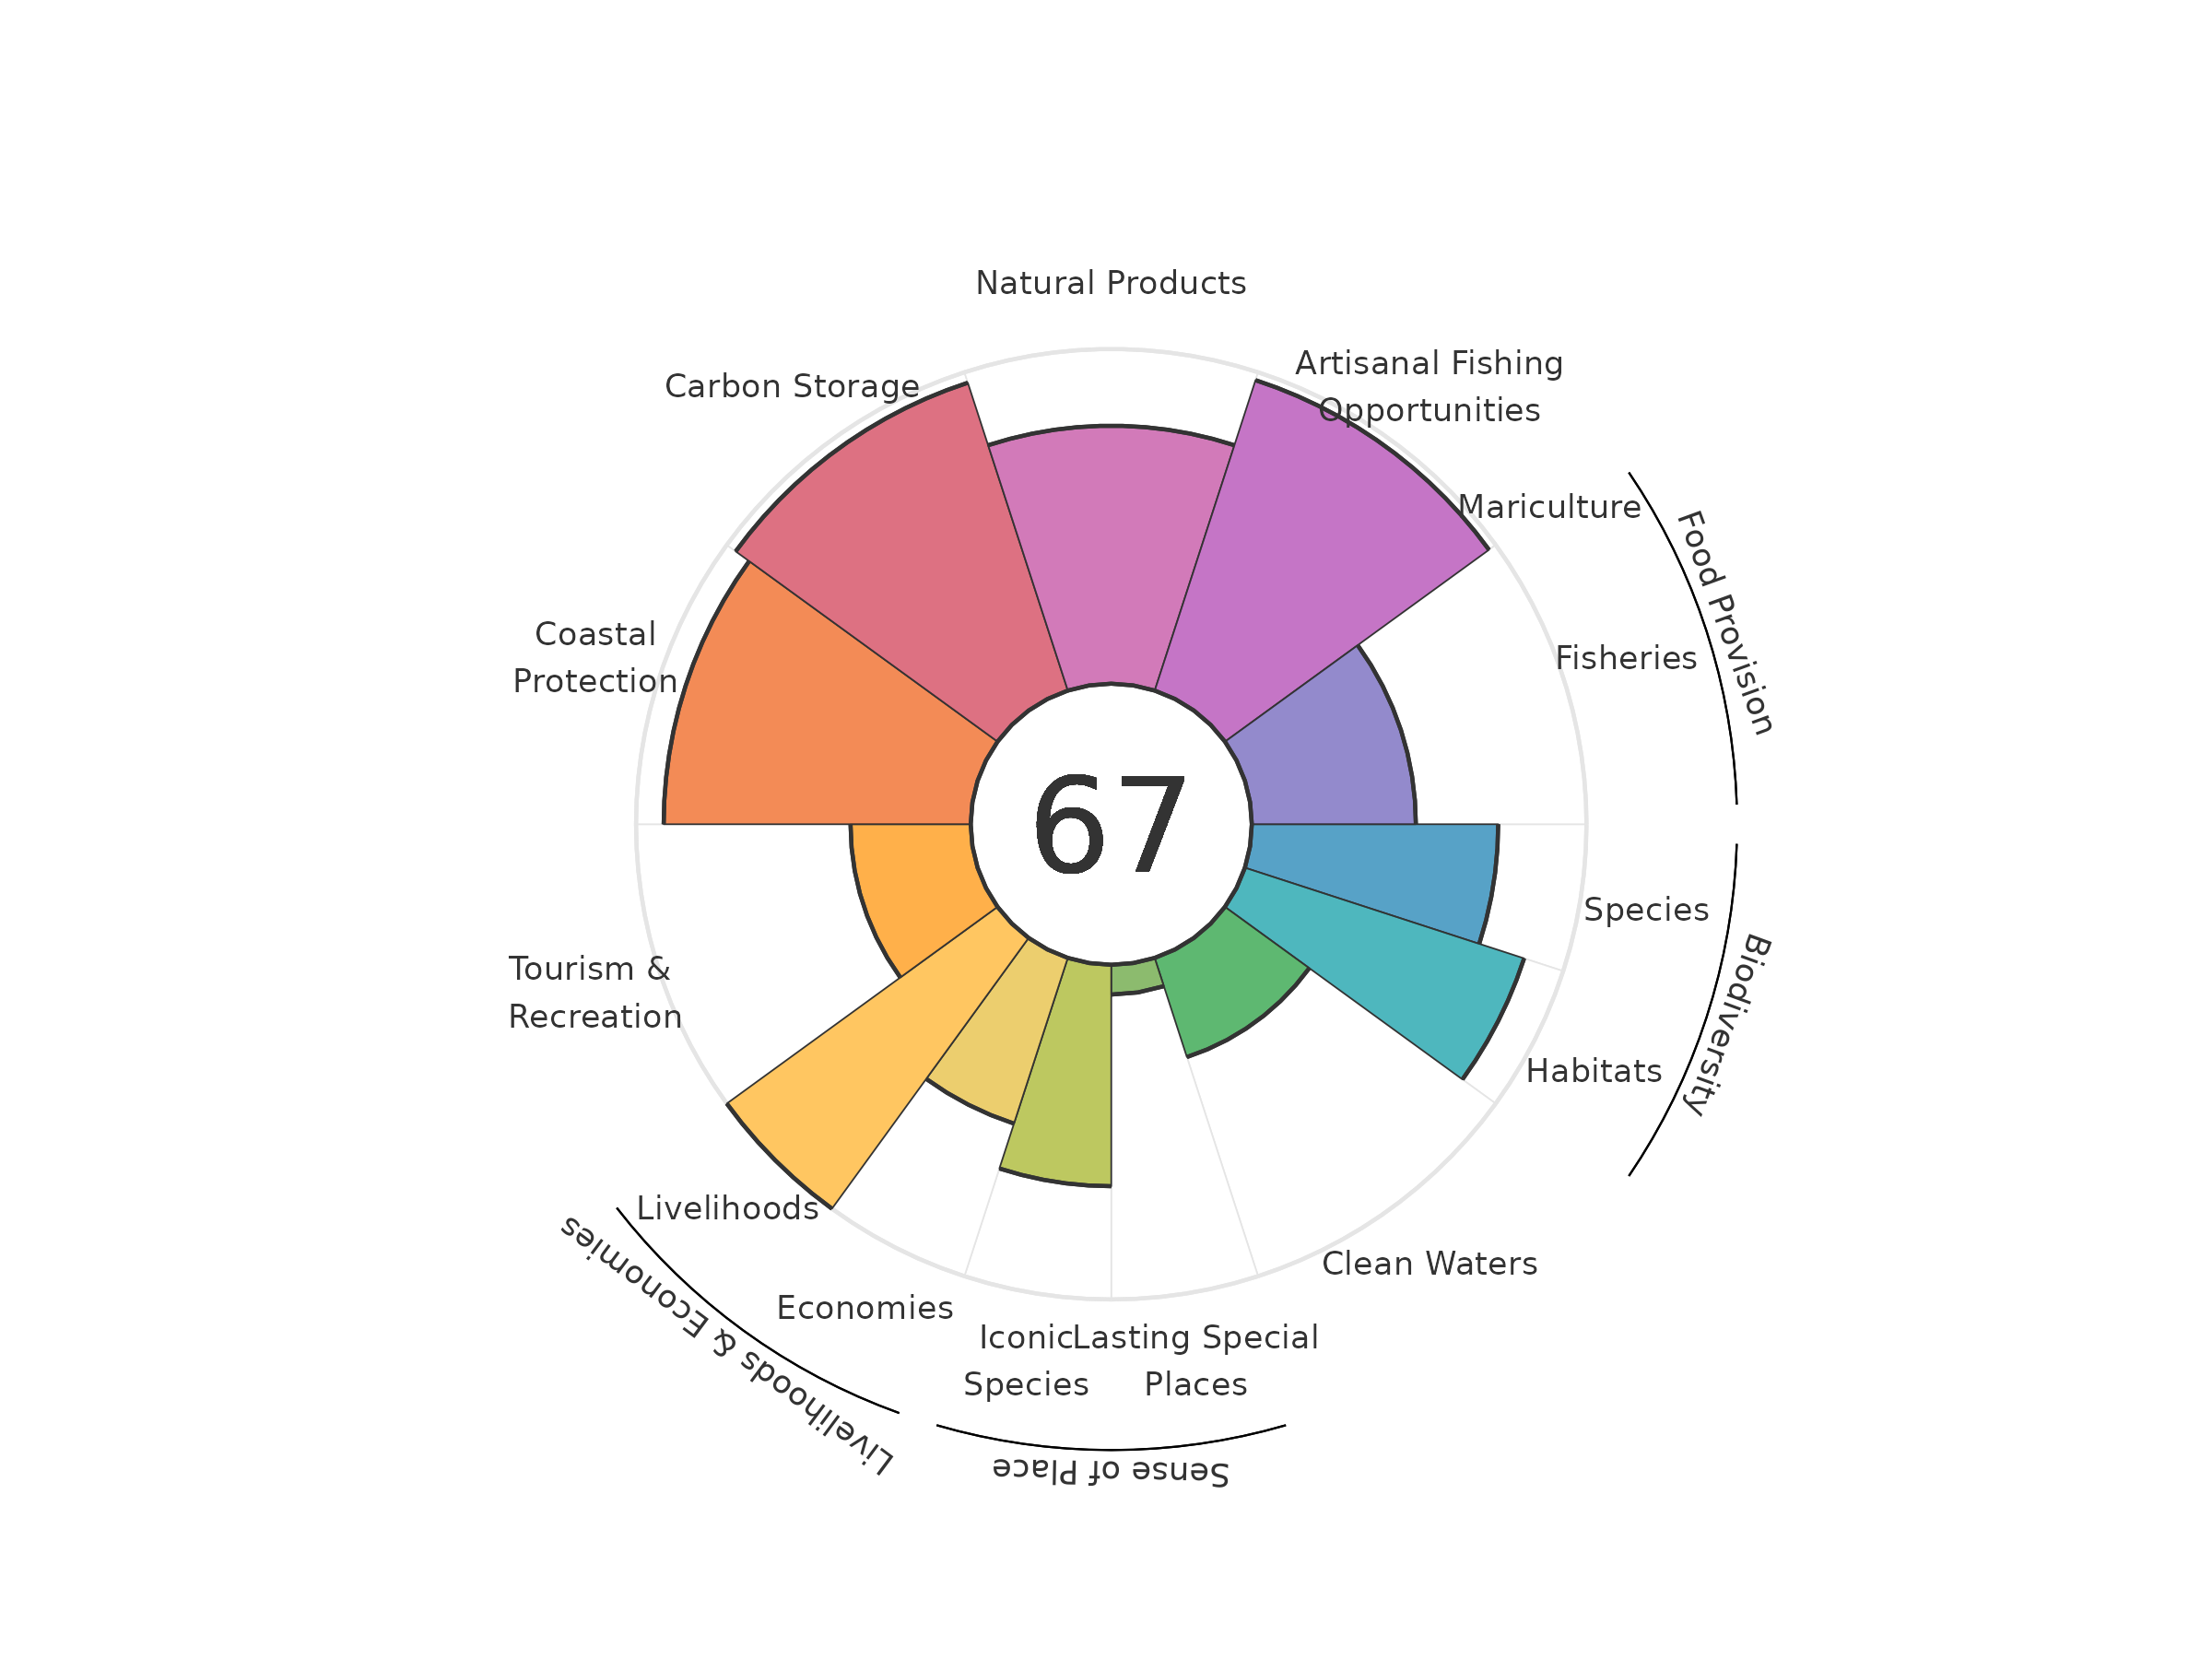 Natural Products
Artisanal Fishing
Opportunities
Carbon Storage
Mariculture
Food Provision
Coastal
Protection
Fisheries
67
Species
Biodiversity
Tourism &
Recreation
Habitats
Livelihoods
Clean Waters
Livelihoods & Economies
Economies
Iconic
Species
Lasting Special
Places
Sense of Place